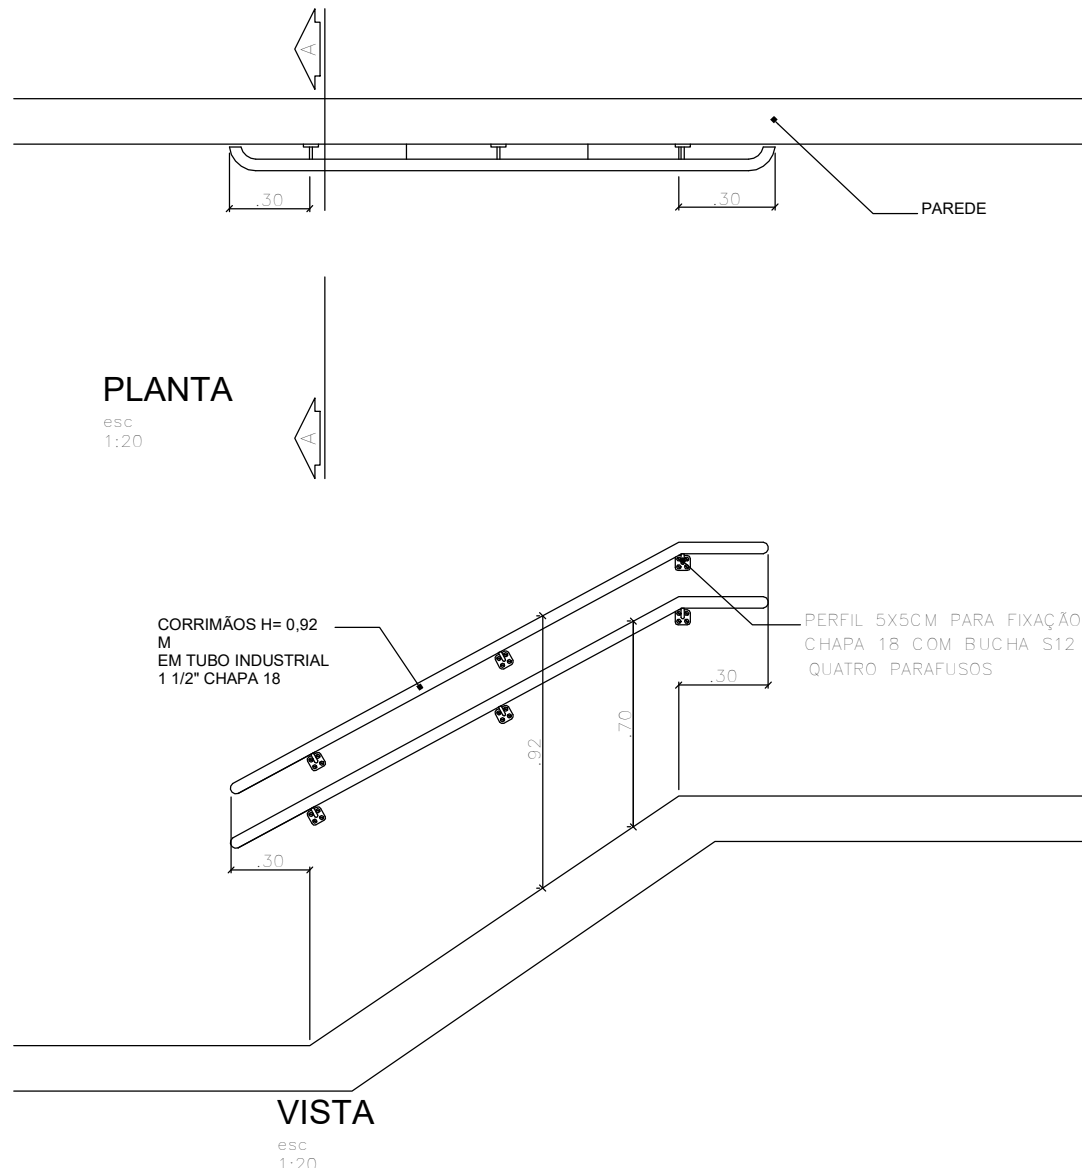 A
.30
.30
PAREDE
PLANTA
esc
1:20
A
CORRIMÃOS H= 0,92
M
EM TUBO INDUSTRIAL
1 1/2" CHAPA 18
PERFIL 5X5CM PARA FIXAÇÃO
CHAPA 18 COM BUCHA S12
QUATRO PARAFUSOS
.30
.70
.92
.30
VISTA
esc
1:20